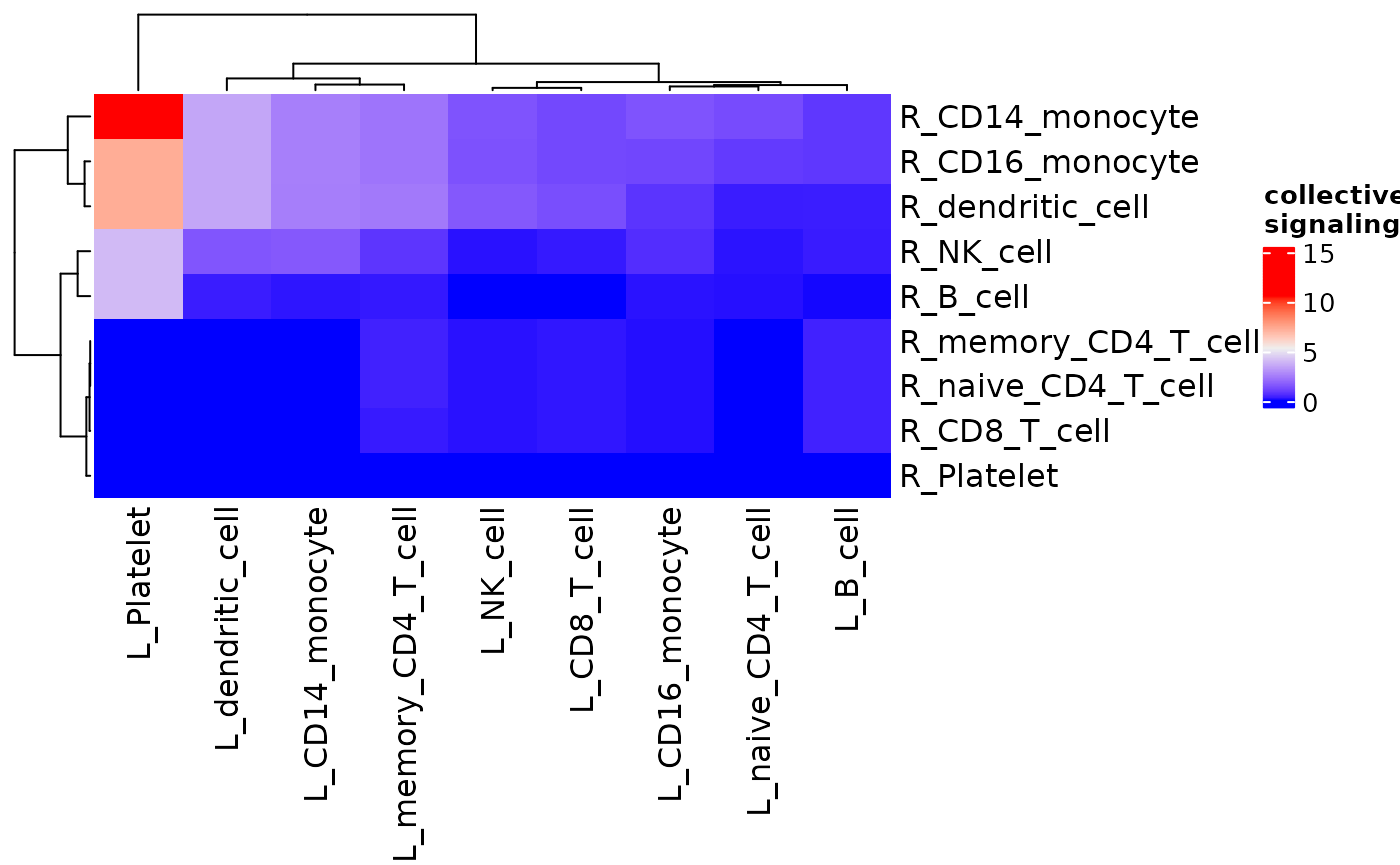 R_CD14_monocyte
R_CD16_monocyte
R_dendritic_cell
R_NK_cell
R_B_cell
R_memory_CD4_T_cell
R_naive_CD4_T_cell
R_CD8_T_cell
R_Platelet
collective
signaling
15
10
5
0
L_Platelet
L_dendritic_cell
L_CD14_monocyte
L_memory_CD4_T_cell
L_NK_cell
L_CD8_T_cell
L_CD16_monocyte
L_naive_CD4_T_cell
L_B_cell